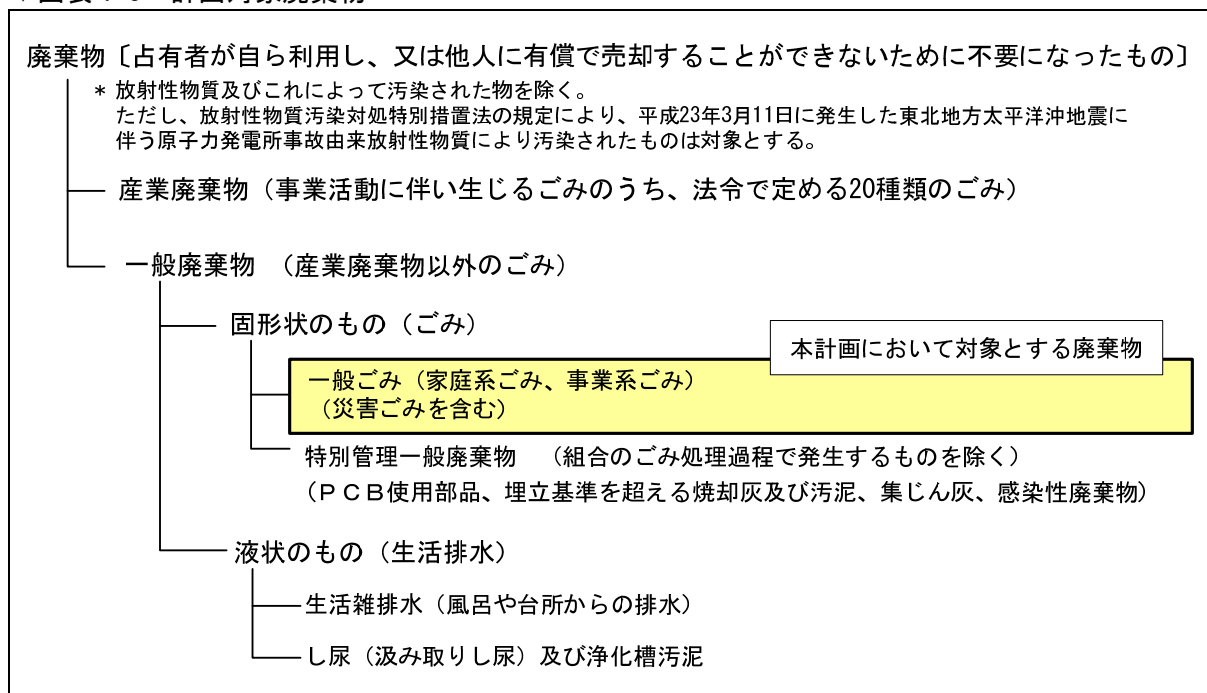 廃棄物〔占有者が自ら利用し、又は他人に有償で売却することができないために不要になったもの〕
* 放射性物質及びこれによって汚染された物を除く。
ただし、放射性物質汚染対処特別措置法の規定により、平成23年3月11日に発生した東北地方太平洋沖地震に
伴う原子力発電所事故由来放射性物質により汚染されたものは対象とする。
産業廃棄物（事業活動に伴い生じるごみのうち、法令で定める20種類のごみ）
一般廃棄物　（産業廃棄物以外のごみ）
固形状のもの（ごみ）
本計画において対象とする廃棄物
一般ごみ（家庭系ごみ、事業系ごみ）
（災害ごみを含む）
特別管理一般廃棄物　（組合のごみ処理過程で発生するものを除く）
（ＰＣＢ使用部品、埋立基準を超える焼却灰及び汚泥、集じん灰、感染性廃棄物）
液状のもの（生活排水）
生活雑排水（風呂や台所からの排水）
し尿（汲み取りし尿）及び浄化槽汚泥